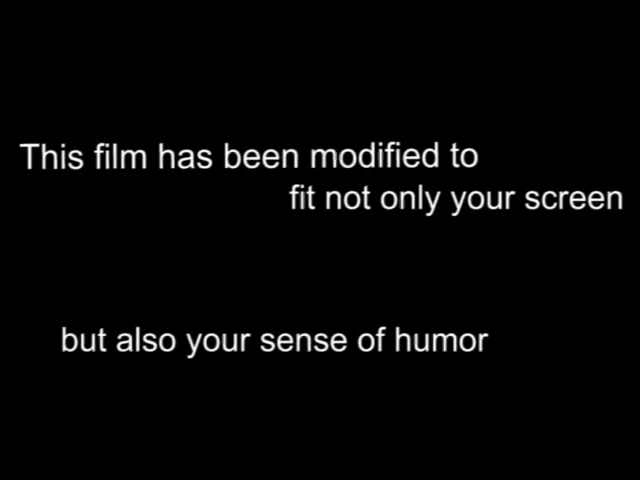 This film has been modified to
fit not only your screen
but also your sense of humor